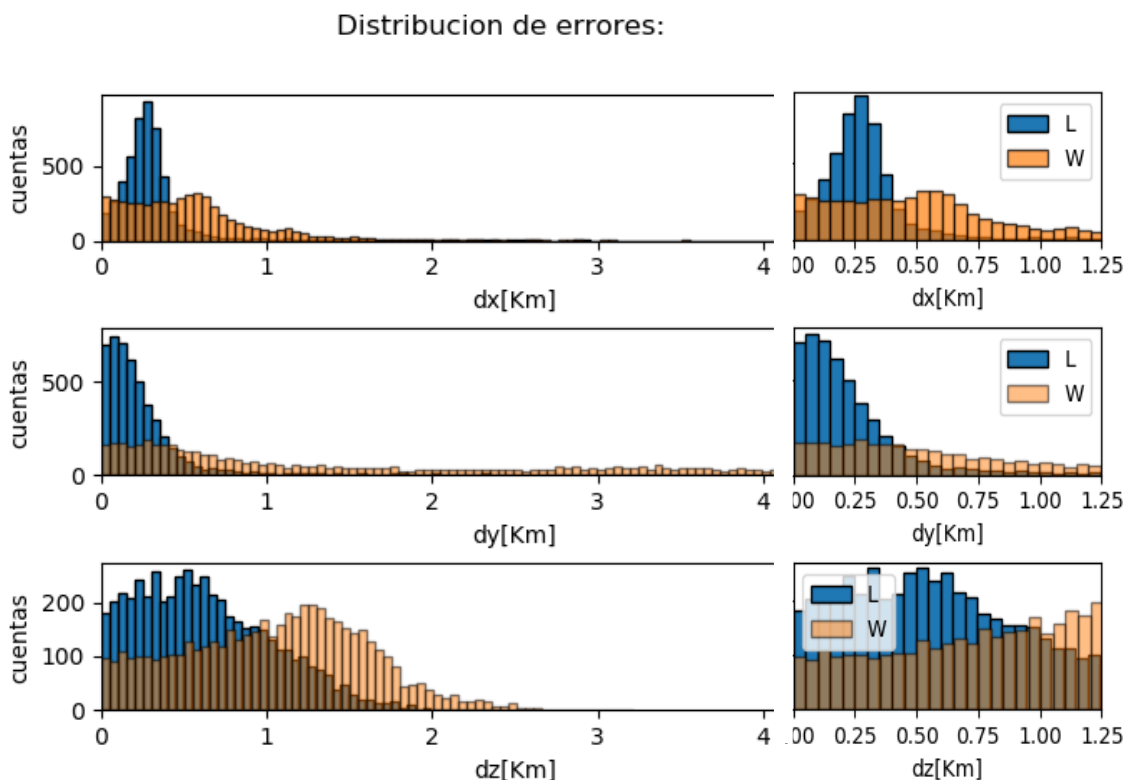 Distribucion de errores:
cuentas
500
0
0 1 2 3 4
dx[Km]
L
W
.00 0.25 0.50 0.75 1.00 1.25
dx[Km]
cuentas
500
0
0 1 2 3 4
dy[Km]
L
W
.00 0.25 0.50 0.75 1.00 1.25
dy[Km]
cuentas
200
100
0
0 1 2 3 4
dz[Km]
L
W
.00 0.25 0.50 0.75 1.00 1.25
dz[Km]